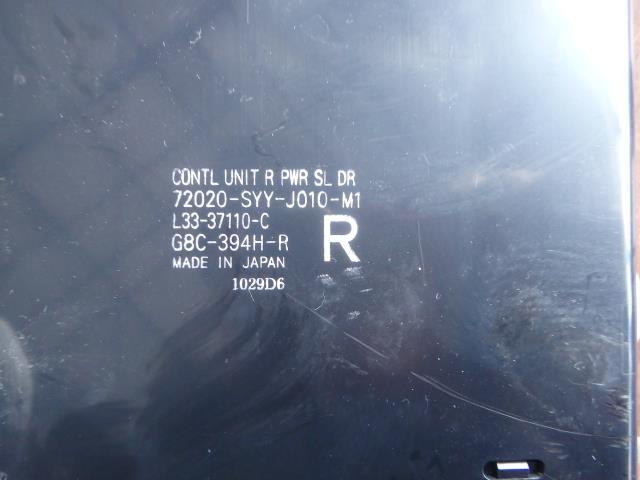 CONTL UNIT R PWR SL DR
72020-SYY-J010-M1
L33-37110-C
G8C-394H-R
R
MADE IN JAPAN
1029D6